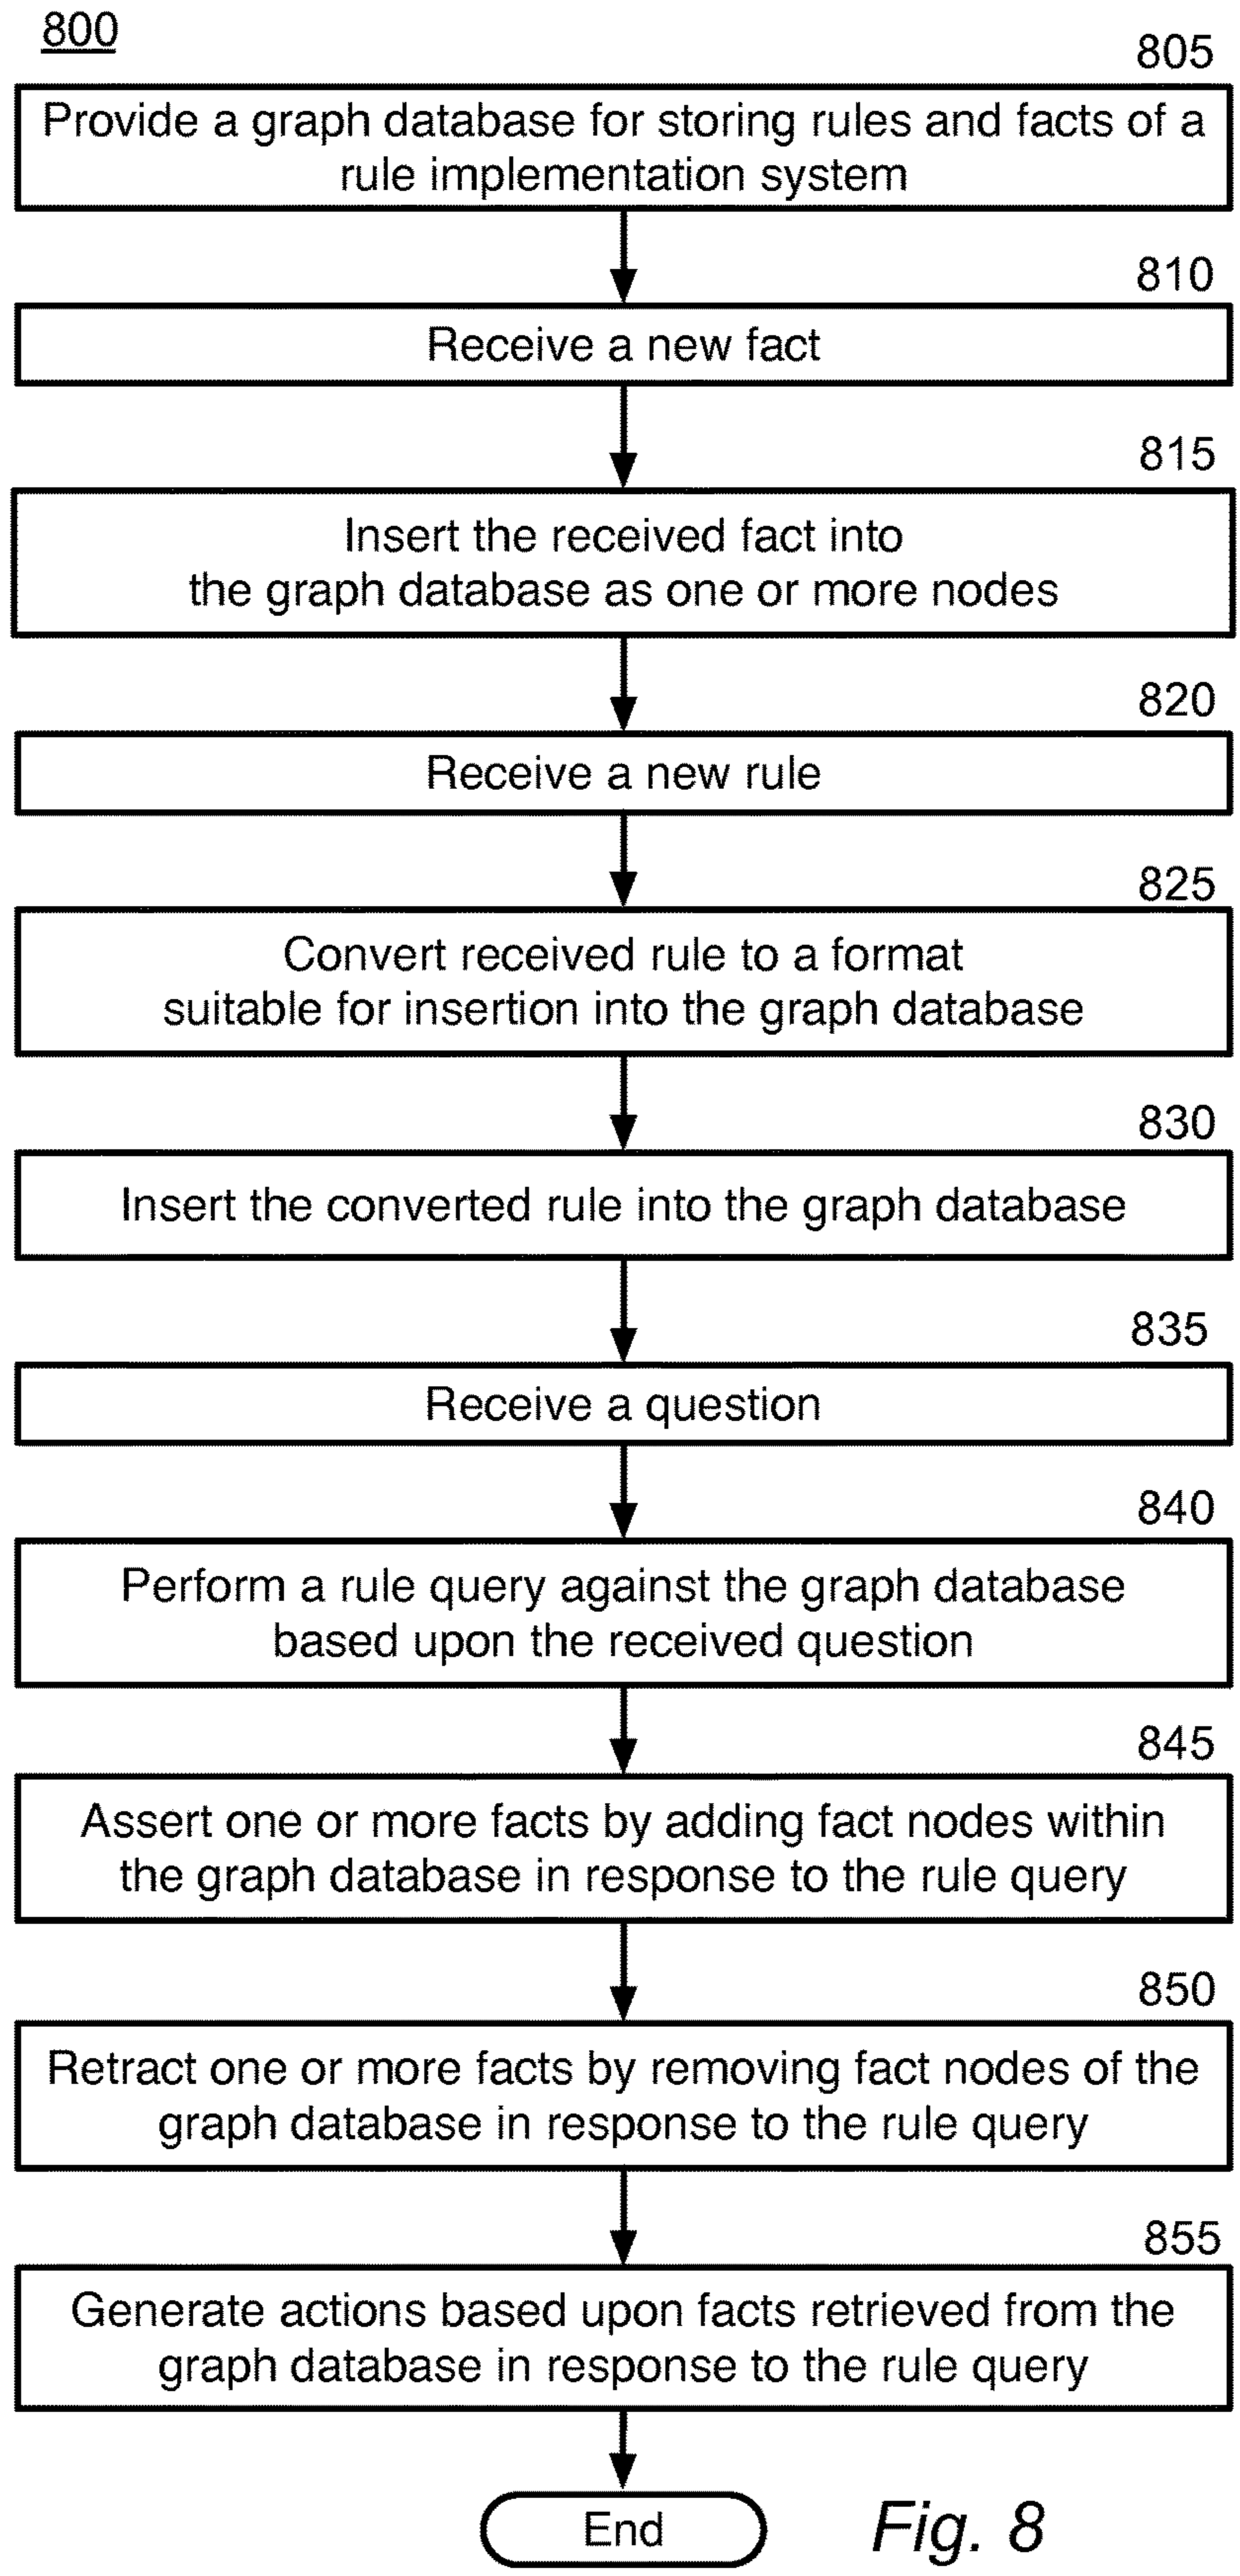 800
805
Provide a graph database for storing rules and facts of a
rule implementation system
810
Receive a new fact
815
Insert the received fact into
the graph database as one or more nodes
820
Receive a new rule
825
Convert received rule to a format
suitable for insertion into the graph database
830
Insert the converted rule into the graph database
835
Receive a question
840
Perform a rule query against the graph database
based upon the received question
845
Assert one or more facts by adding fact nodes within
the graph database in response to the rule query
850
Retract one or more facts by removing fact nodes of the
graph database in response to the rule query
855
Generate actions based upon facts retrieved from the
graph database in response to the rule query
End
Fig. 8